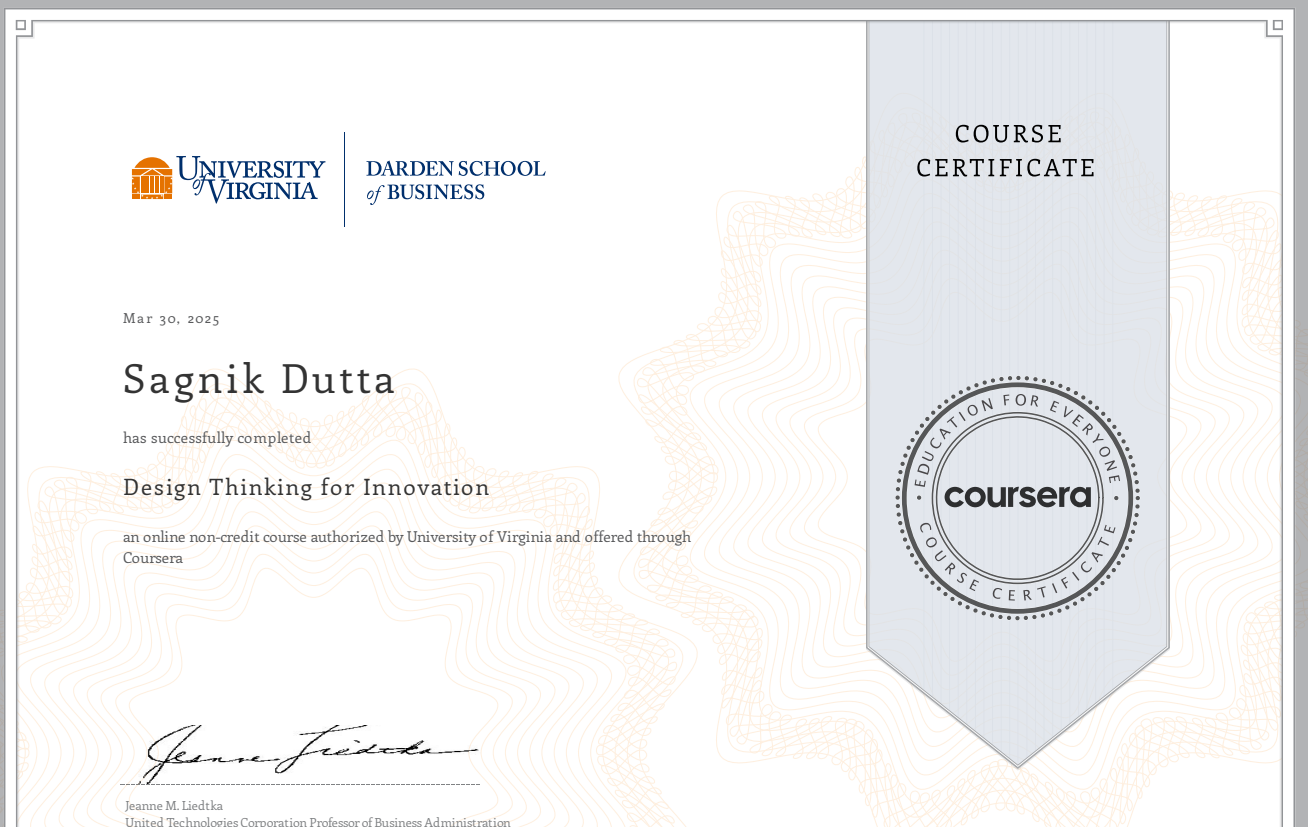 UNIVERSITY
of VIRGINIA
DARDEN SCHOOL
of BUSINESS
COURSE
CERTIFICATE
Mar 30, 2025
Sagnik Dutta
has successfully completed
Design Thinking for Innovation
an online non-credit course authorized by University of Virginia and offered through
Coursera
EDUCATION FOR EVERYONE
coursera
COURSE CERTIFICATE
Jeanne Liedtka
Jeanne M. Liedtka
United Technologies Corporation Professor of Business Administration